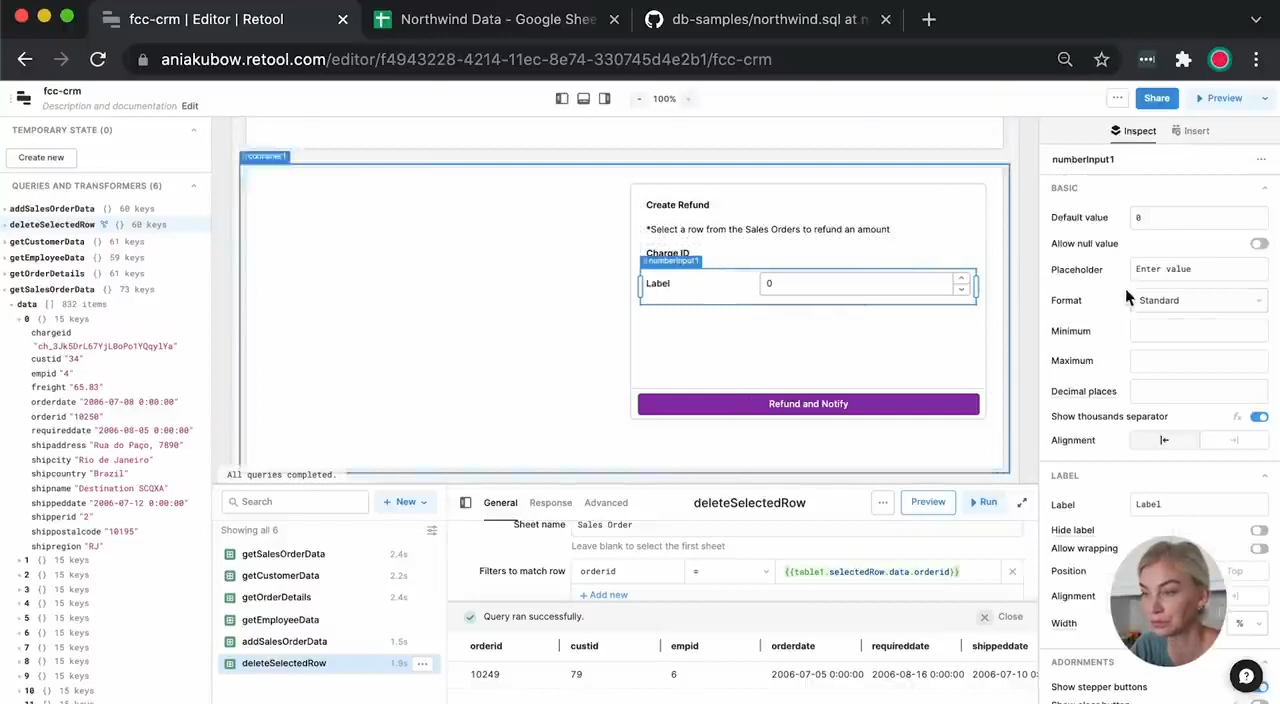 fcc-crm | Editor | Retool
Northwind Data - Google Shee
db-samples/northwind.sql at m
aniakubow.retool.com/editor/f4943228-4214-11ec-8e74-330745d4e2b1/fcc-crm
fcc-crm
Description and documentation Edit
100%
Share
Preview
TEMPORARY STATE (0)
Create new
QUERIES AND TRANSFORMERS (6)
addSalesOrderData {} 60 keys
deleteSelectedRow {} 60 keys
getCustomerData {} 61 keys
getEmployeeData {} 59 keys
getOrderDetails {} 61 keys
getSalesOrderData {} 73 keys
data [] 832 items
0 {} 15 keys
chargeid
"ch_3Jk5DrL67YjLBoPo1YQqylYa"
custid "34"
empid "4"
freight "65.83"
orderdate "2006-07-08 0:00:00"
orderid "10250"
requireddate "2006-08-05 0:00:00"
shipaddress "Rua do Paço, 7890"
shipcity "Rio de Janeiro"
shipcountry "Brazil"
shipname "Destination SCQXA"
shippeddate "2006-07-12 0:00:00"
shipperid "2"
shippostalcode "10195"
shipregion "RJ"
1 {} 15 keys
2 {} 15 keys
3 {} 15 keys
4 {} 15 keys
5 {} 15 keys
6 {} 15 keys
7 {} 15 keys
8 {} 15 keys
9 {} 15 keys
10 {} 15 keys
container1
Create Refund
*Select a row from the Sales Orders to refund an amount
Charge ID
numberInput1
Label
0
Refund and Notify
All queries completed.
Search
+ New
Showing all 6
getSalesOrderData 2.4s
getCustomerData 2.2s
getOrderDetails 2.4s
getEmployeeData
addSalesOrderData 1.5s
deleteSelectedRow 1.9s
General
Response
Advanced
deleteSelectedRow
Preview
Run
Sheet name
Sales Order
Leave blank to select the first sheet
Filters to match row
orderid
=
{{table1.selectedRow.data.orderid}}
+ Add new
Query ran successfully.
Close
orderid custid empid orderdate requireddate shippeddate
10249 79 6 2006-07-05 0:00:00 2006-08-16 0:00:00 2006-07-10 0:
Inspect
Insert
numberInput1
BASIC
Default value
0
Allow null value
Placeholder
Enter value
Format
Standard
Minimum
Maximum
Decimal places
Show thousands separator
fx
Alignment
LABEL
Label
Label
Hide label
Allow wrapping
Position
Top
Alignment
Width
%
ADORNMENTS
Show stepper buttons